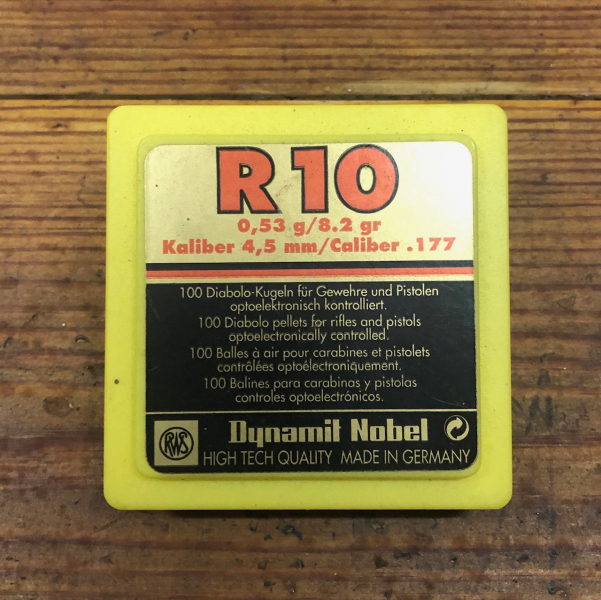 R 10
0,53 g/8.2 gr
Kaliber 4,5 mm/Caliber .177
100 Diabolo-Kugeln für Gewehre und Pistolen
optoelektronisch kontrolliert.
100 Diabolo pellets for rifles and pistols
optoelectronically controlled.
100 Balles à air pour carabines et pistolets
contrôlées optoélectroniquement.
100 Balines para carabinas y pistolas
controles optoelectrónicos.
RWS Dynamit Nobel
HIGH TECH QUALITY MADE IN GERMANY